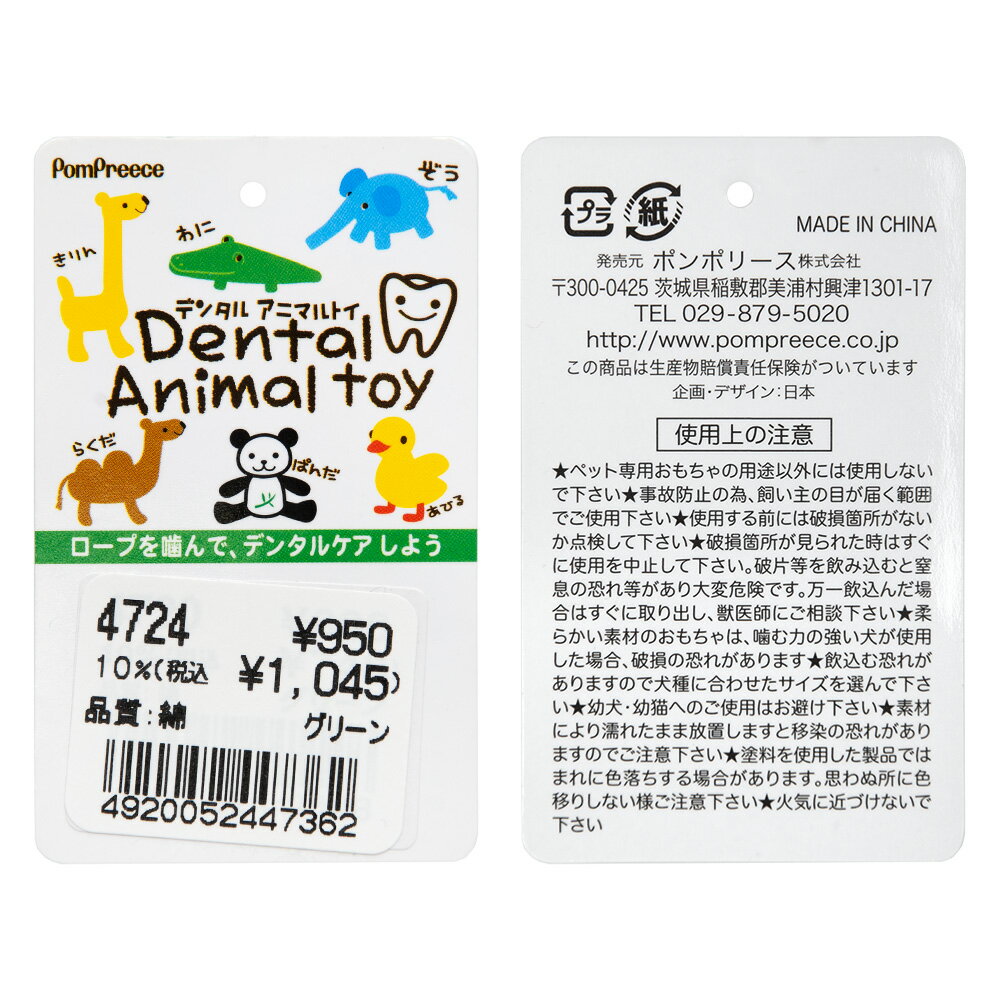 PomPreece
ぞう
きりん
わに
デンタル アニマルトイ
Dental
Animal toy
らくだ
ぱんだ
あひる
ロープを噛んで、デンタルケア しよう
4724
¥950
10%(税込 ¥1,045)
品質:綿
グリーン
4920052447362
プラ
紙
MADE IN CHINA
発売元 ポンポリース株式会社
〒300-0425 茨城県稲敷郡美浦村興津1301-17
TEL 029-879-5020
http://www.pompreece.co.jp
この商品は生産物賠償責任保険がついています
企画・デザイン:日本
使用上の注意
★ペット専用おもちゃの用途以外には使用しない
で下さい★事故防止の為、飼い主の目が届く範囲
でご使用下さい★使用する前には破損箇所がない
か点検して下さい★破損箇所が見られた時はすぐ
に使用を中止して下さい。破片等を飲み込むと窒
息の恐れ等があり大変危険です。万一飲込んだ場
合はすぐに取り出し、獣医師にご相談下さい★柔
らかい素材のおもちゃは、噛む力の強い犬が使用
した場合、破損の恐れがあります★飲込む恐れが
ありますので犬種に合わせたサイズを選んで下さ
い★幼犬・幼猫へのご使用はお避け下さい★素材
により濡れたまま放置しますと移染の恐れがあり
ますのでご注意下さい★塗料を使用した製品ではま
れに色落ちする場合があります。思わぬ所に色
移りしない様ご注意下さい★火気に近づけないで
下さい